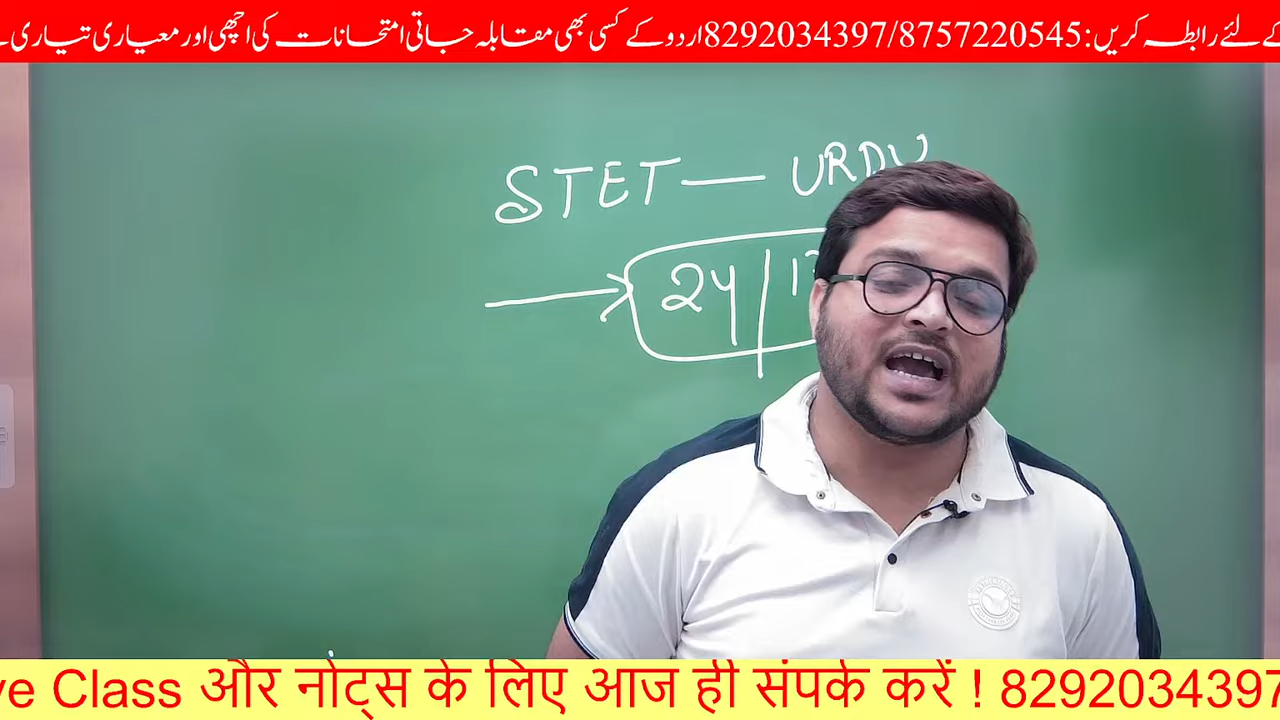 کے لئے رابطہ کریں: 8292034397/8757220545 اردو کے کسی بھی مقابلہ جاتی امتحانات کی اچھی اور معیاری تیاری کے
STET — URDU
24 | 1
ve Class और नोट्स के लिए आज ही संपर्क करें ! 8292034397